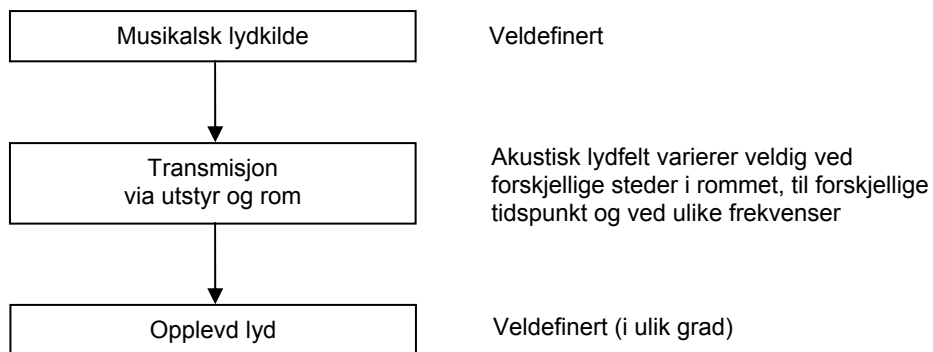 Musikalsk lydkilde
Veldefinert
Transmisjon
via utstyr og rom
Akustisk lydfelt varierer veldig ved
forskjellige steder i rommet, til forskjellige
tidspunkt og ved ulike frekvenser
Opplevd lyd
Veldefinert (i ulik grad)